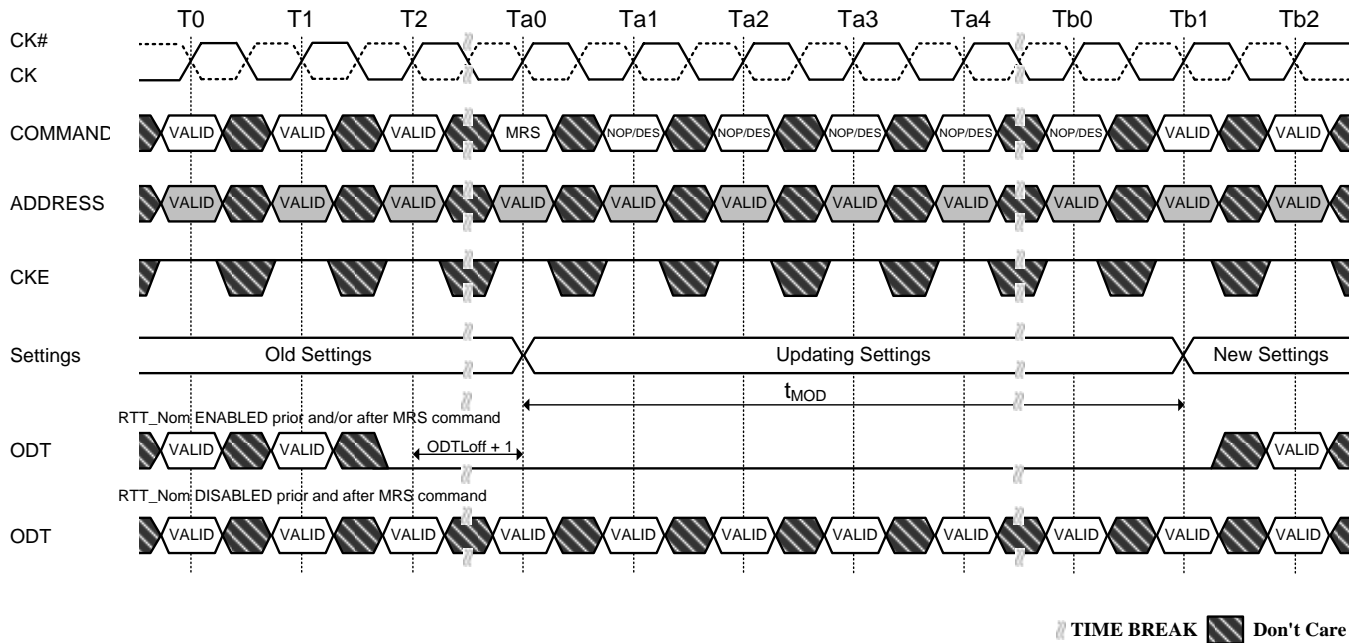 T0 T1 T2 Ta0 Ta1 Ta2 Ta3 Ta4 Tb0 Tb1 Tb2
CK#
CK
COMMAND VALID VALID VALID MRS NOP/DES NOP/DES NOP/DES NOP/DES NOP/DES VALID VALID
ADDRESS VALID VALID VALID VALID VALID VALID VALID VALID VALID VALID VALID
CKE
Settings Old Settings Updating Settings New Settings
tMOD
RTT_Nom ENABLED prior and/or after MRS command
ODT VALID VALID ODTLoff + 1 VALID
RTT_Nom DISABLED prior and after MRS command
ODT VALID VALID VALID VALID VALID VALID VALID VALID VALID VALID VALID
TIME BREAK Don't Care